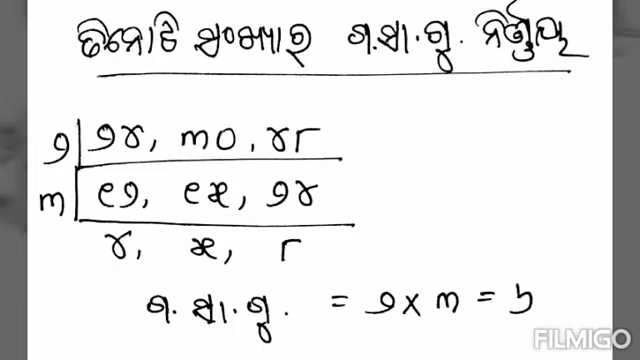 ତିନୋଟି ସଂଖ୍ୟାର ଗ.ସା.ଗୁ. ନିର୍ଣ୍ଣୟ
୨ | ୨୪, ୩୦, ୪୮
୩ | ୧୨, ୧୫, ୨୪
୪, ୫, ୮
ଗ. ସା. ଗୁ. = ୨ x ୩ = ୬
FILMIGO